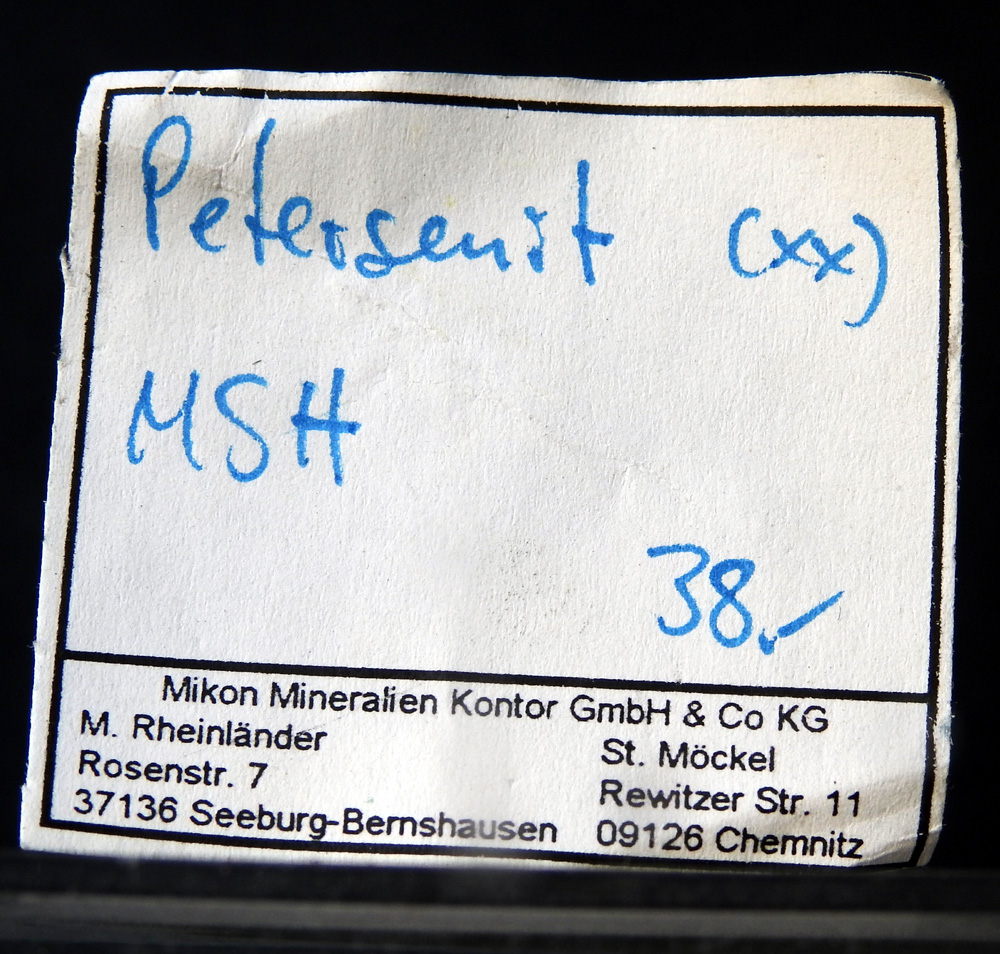 Petersenit (xx)
MSH
38.-
Mikon Mineralien Kontor GmbH & Co KG
M. Rheinländer
Rosenstr. 7
37136 Seeburg-Bernshausen
St. Möckel
Rewitzer Str. 11
09126 Chemnitz